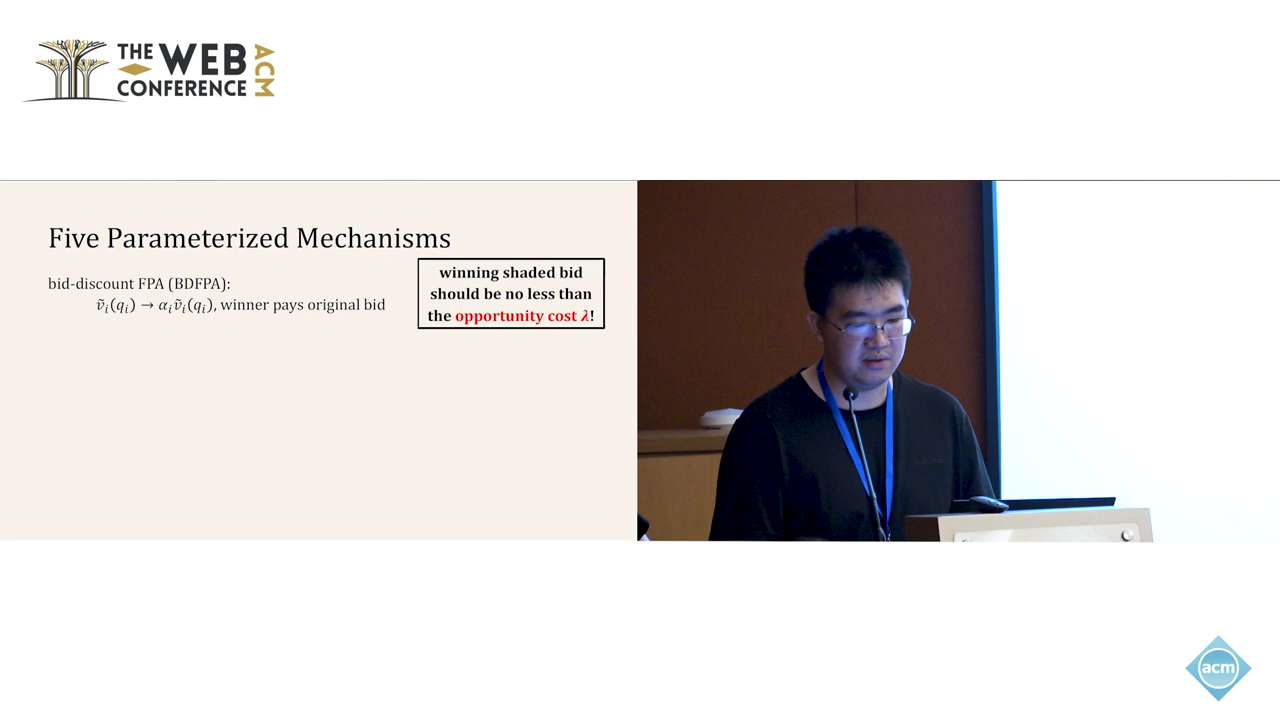 THE WEB
CONFERENCE
ACM
Five Parameterized Mechanisms
bid-discount FPA (BDFPA):
ṽᵢ(qᵢ) → αᵢṽᵢ(qᵢ), winner pays original bid
winning shaded bid
should be no less than
the opportunity cost λ!
acm